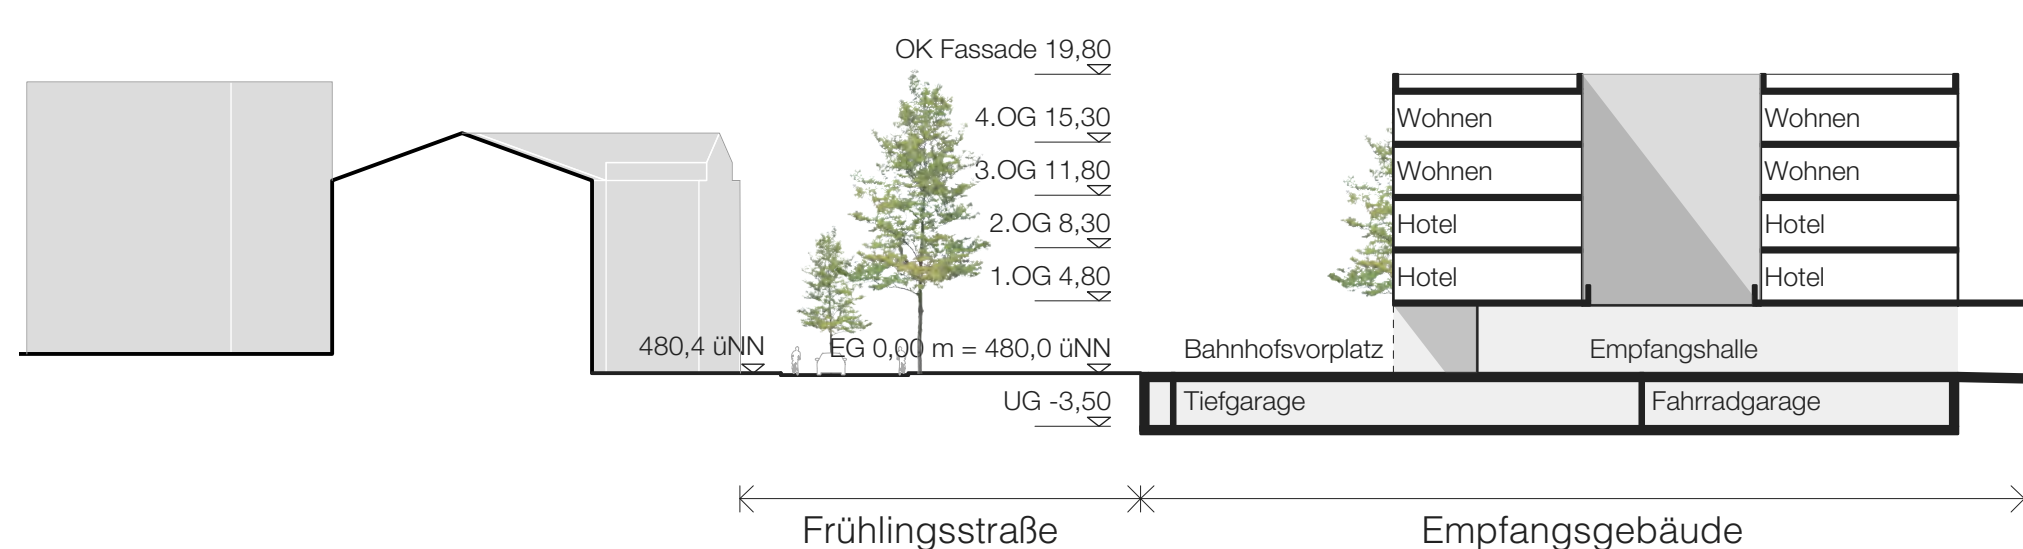 OK Fassade 19,80
4.OG 15,30
3.OG 11,80
2.OG 8,30
1.OG 4,80
480,4 üNN
EG 0,00 m = 480,0 üNN
UG -3,50
Wohnen
Wohnen
Wohnen
Wohnen
Hotel
Hotel
Hotel
Hotel
Bahnhofsvorplatz
Empfangshalle
Tiefgarage
Fahrradgarage
Frühlingsstraße
Empfangsgebäude